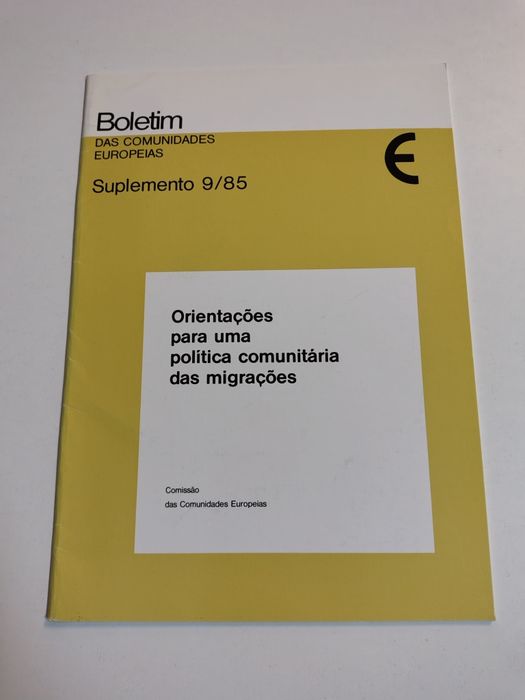 Boletim
DAS COMUNIDADES
EUROPEIAS
Suplemento 9/85
Orientações
para uma
política comunitária
das migrações
Comissão
das Comunidades Europeias